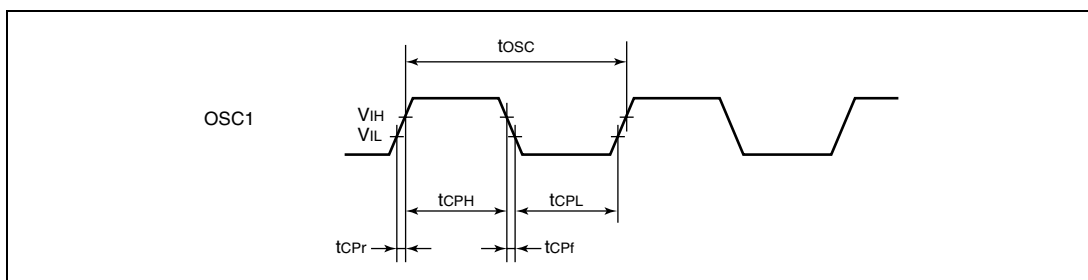 tOSC
OSC1
VIH
VIL
tCPH
tCPL
tCPr
tCPf